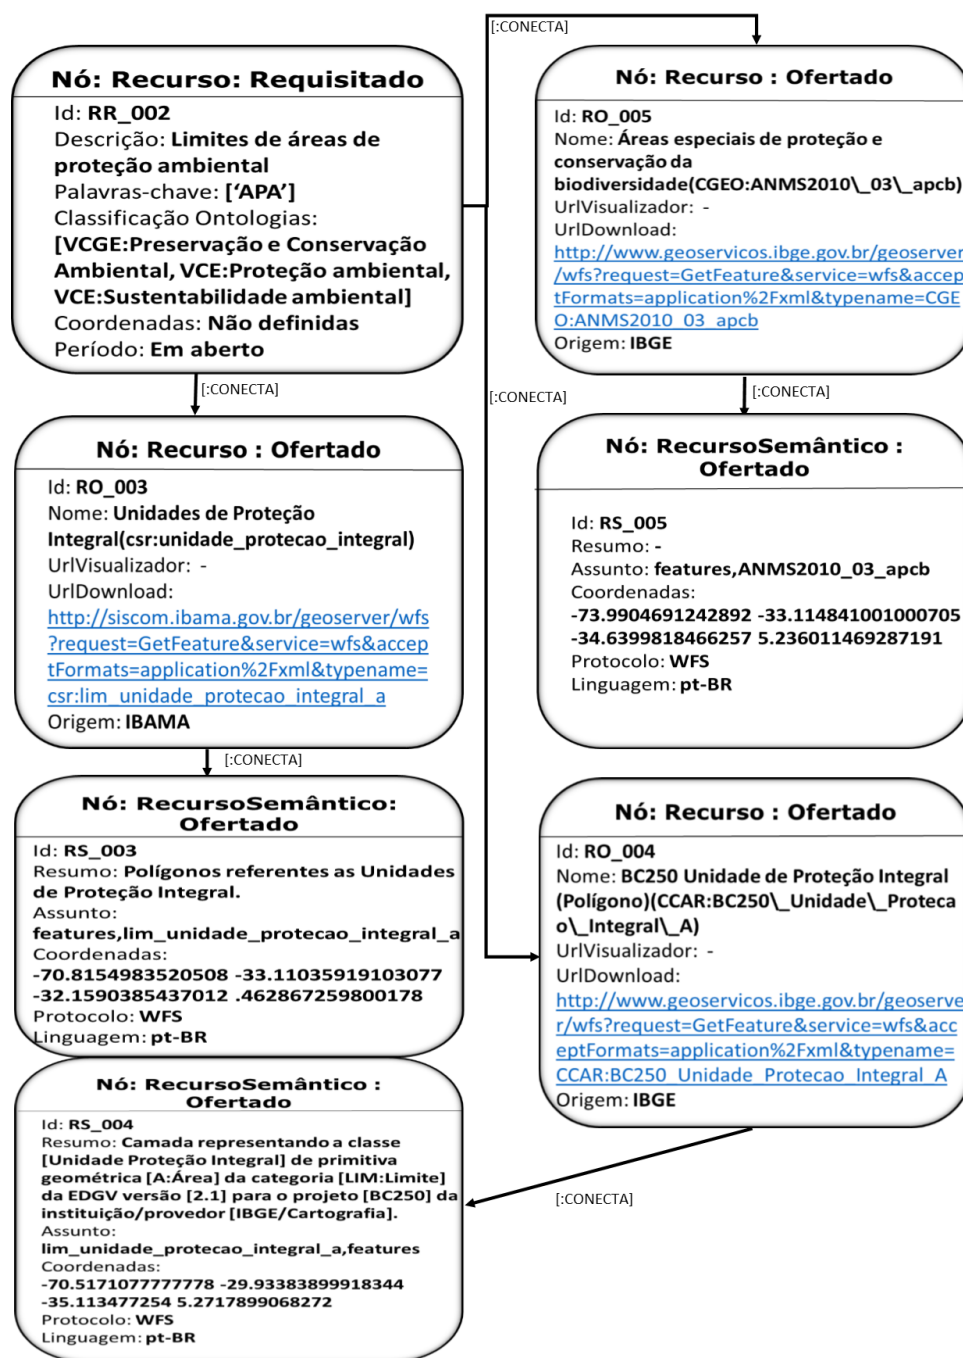 [:CONECTA]
Nó: Recurso: Requisitado
Id: RR_002
Descrição: Limites de áreas de
proteção ambiental
Palavras-chave: [‘APA’]
Classificação Ontologias:
[VCGE:Preservação e Conservação
Ambiental, VCE:Proteção ambiental,
VCE:Sustentabilidade ambiental]
Coordenadas: Não definidas
Período: Em aberto
Nó: Recurso : Ofertado
Id: RO_005
Nome: Áreas especiais de proteção e
conservação da
biodiversidade(CGEO:ANMS2010\_03\_apcb)
UrlVisualizador: -
UrlDownload:
http://www.geoservicos.ibge.gov.br/geoserver
/wfs?request=GetFeature&service=wfs&accep
tFormats=application%2Fxml&typename=CGE
O:ANMS2010_03_apcb
Origem: IBGE
[:CONECTA]
[:CONECTA]
[:CONECTA]
Nó: Recurso : Ofertado
Id: RO_003
Nome: Unidades de Proteção
Integral(csr:unidade_protecao_integral)
UrlVisualizador: -
UrlDownload:
http://siscom.ibama.gov.br/geoserver/wfs
?request=GetFeature&service=wfs&accep
tFormats=application%2Fxml&typename=
csr:lim_unidade_protecao_integral_a
Origem: IBAMA
Nó: RecursoSemântico :
Ofertado
Id: RS_005
Resumo: -
Assunto: features,ANMS2010_03_apcb
Coordenadas:
-73.9904691242892 -33.114841001000705
-34.6399818466257 5.236011469287191
Protocolo: WFS
Linguagem: pt-BR
[:CONECTA]
Nó: RecursoSemântico:
Ofertado
Id: RS_003
Resumo: Polígonos referentes as Unidades
de Proteção Integral.
Assunto:
features,lim_unidade_protecao_integral_a
Coordenadas:
-70.8154983520508 -33.11035919103077
-32.1590385437012 .462867259800178
Protocolo: WFS
Linguagem: pt-BR
Nó: Recurso : Ofertado
Id: RO_004
Nome: BC250 Unidade de Proteção Integral
(Polígono)(CCAR:BC250\_Unidade\_Proteca
o\_Integral\_A)
UrlVisualizador: -
UrlDownload:
http://www.geoservicos.ibge.gov.br/geoserve
r/wfs?request=GetFeature&service=wfs&acc
eptFormats=application%2Fxml&typename=
CCAR:BC250_Unidade_Protecao_Integral_A
Origem: IBGE
Nó: RecursoSemântico :
Ofertado
Id: RS_004
Resumo: Camada representando a classe
[Unidade Proteção Integral] de primitiva
geométrica [A:Área] da categoria [LIM:Limite]
da EDGV versão [2.1] para o projeto [BC250] da
instituição/provedor [IBGE/Cartografia].
Assunto:
lim_unidade_protecao_integral_a,features
Coordenadas:
-70.5171077777778 -29.93383899918344
-35.113477254 5.2717899068272
Protocolo: WFS
Linguagem: pt-BR
[:CONECTA]